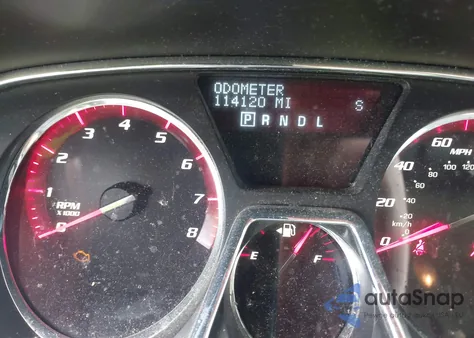 ODOMETER
114120 MI S
P R N D L
1 2 3 4 5 6 7 8
RPM
x1000
E F
60
MPH
100 120
40
80
60
20
40
20
km/h
0
0
autoSnap